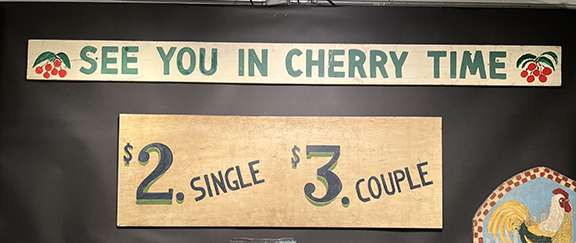 SEE YOU IN CHERRY TIME
$2. SINGLE $3. COUPLE